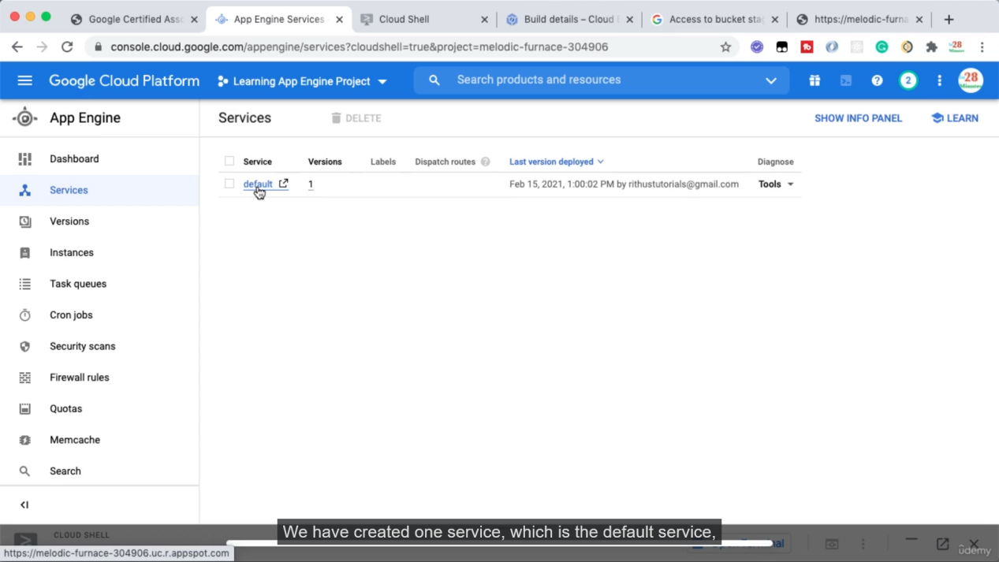 Google Certified Asso
App Engine Services
Cloud Shell
Build details – Cloud
Access to bucket sta
https://melodic-furna
console.cloud.google.com/appengine/services?cloudshell=true&project=melodic-furnace-304906
Google Cloud Platform
Learning App Engine Project
Search products and resources
2
28
Minutes
App Engine
Services
DELETE
SHOW INFO PANEL
LEARN
Dashboard
Services
Versions
Instances
Task queues
Cron jobs
Security scans
Firewall rules
Quotas
Memcache
Search
Service
Versions
Labels
Dispatch routes
Last version deployed
Diagnose
default
1
Feb 15, 2021, 1:00:02 PM by rithustutorials@gmail.com
Tools
CLOUD SHELL
We have created one service, which is the default service,
https://melodic-furnace-304906.uc.r.appspot.com
ûdemy